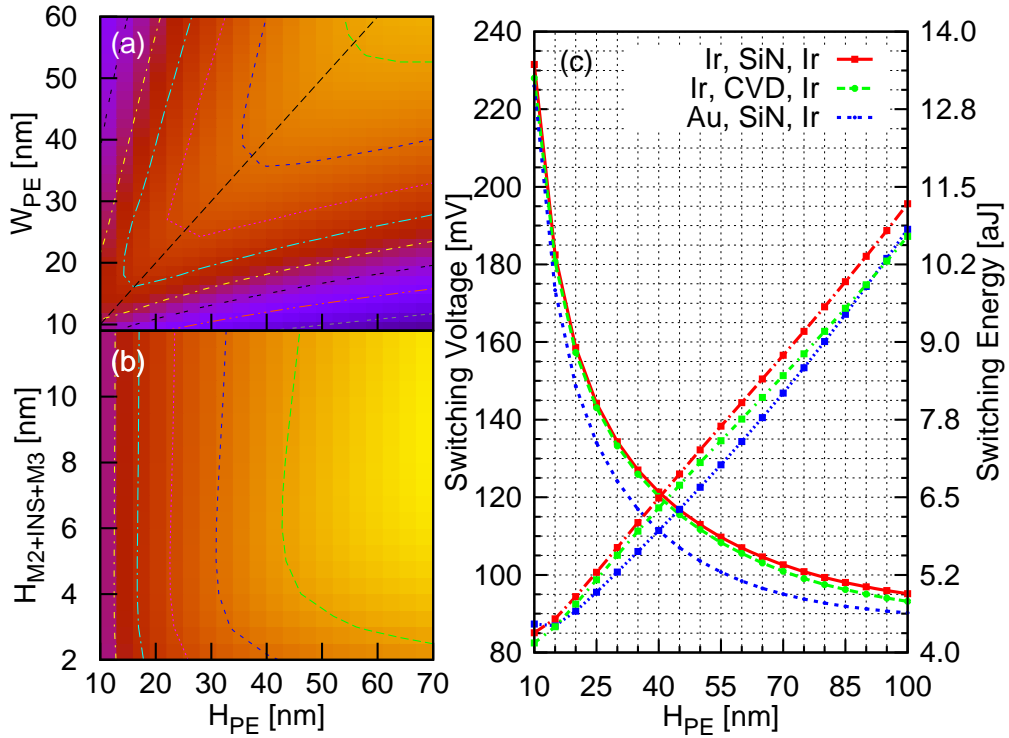 (a)
W_PE [nm]
60
50
40
30
20
10
(b)
H_M2+INS+M3 [nm]
10
8
6
4
2
10 20 30 40 50 60 70
H_PE [nm]
(c)
Ir, SiN, Ir
Ir, CVD, Ir
Au, SiN, Ir
Switching Voltage [mV]
240
220
200
180
160
140
120
100
80
10 25 40 55 70 85 100
H_PE [nm]
Switching Energy [aJ]
14.0
12.8
11.5
10.2
9.0
7.8
6.5
5.2
4.0